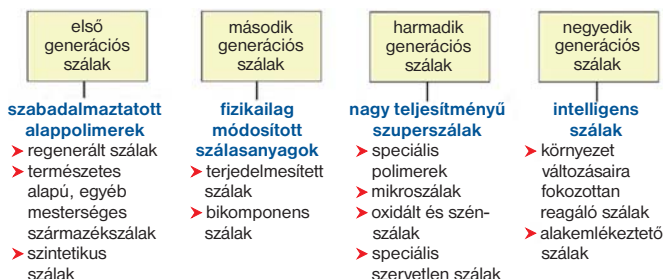 első
generációs
szálak
szabadalmaztatott
alappolimerek
regenerált szálak
természetes
alapú, egyéb
mesterséges
származékszálak
szintetikus
szálak
második
generációs
szálak
fizikailag
módosított
szálasanyagok
terjedelmesített
szálak
bikomponens
szálak
harmadik
generációs
szálak
nagy teljesítményű
szuperszálak
speciális
polimerek
mikroszálak
oxidált és szén-
szálak
speciális
szervetlen szálak
negyedik
generációs
szálak
intelligens
szálak
környezet
változásaira
fokozottan
reagáló szálak
alakemlékeztető
szálak